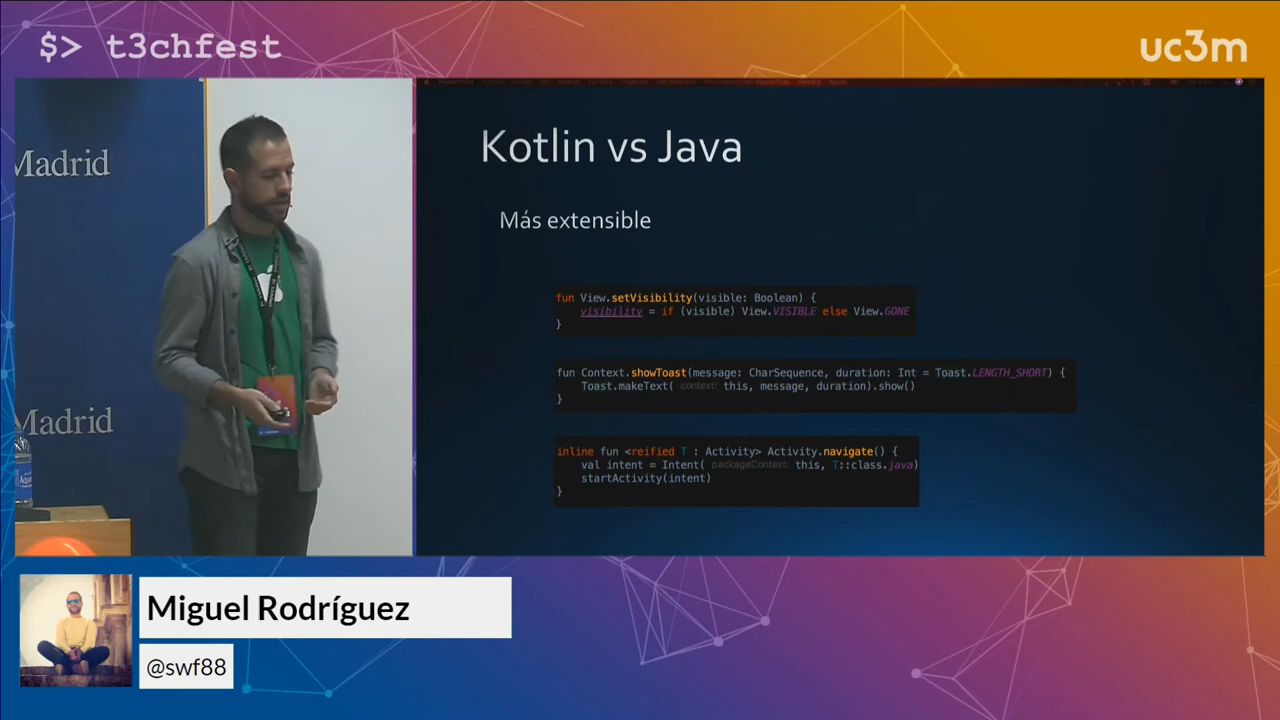 $> t3chfest
uc3m
Madrid
Madrid
Kotlin vs Java
Más extensible
fun View.setVisibility(visible: Boolean) {
visibility = if (visible) View.VISIBLE else View.GONE
}
fun Context.showToast(message: CharSequence, duration: Int = Toast.LENGTH_SHORT) {
Toast.makeText( context: this, message, duration).show()
}
inline fun <reified T : Activity> Activity.navigate() {
val intent = Intent( packageContext: this, T::class.java)
startActivity(intent)
}
Miguel Rodríguez
@swf88